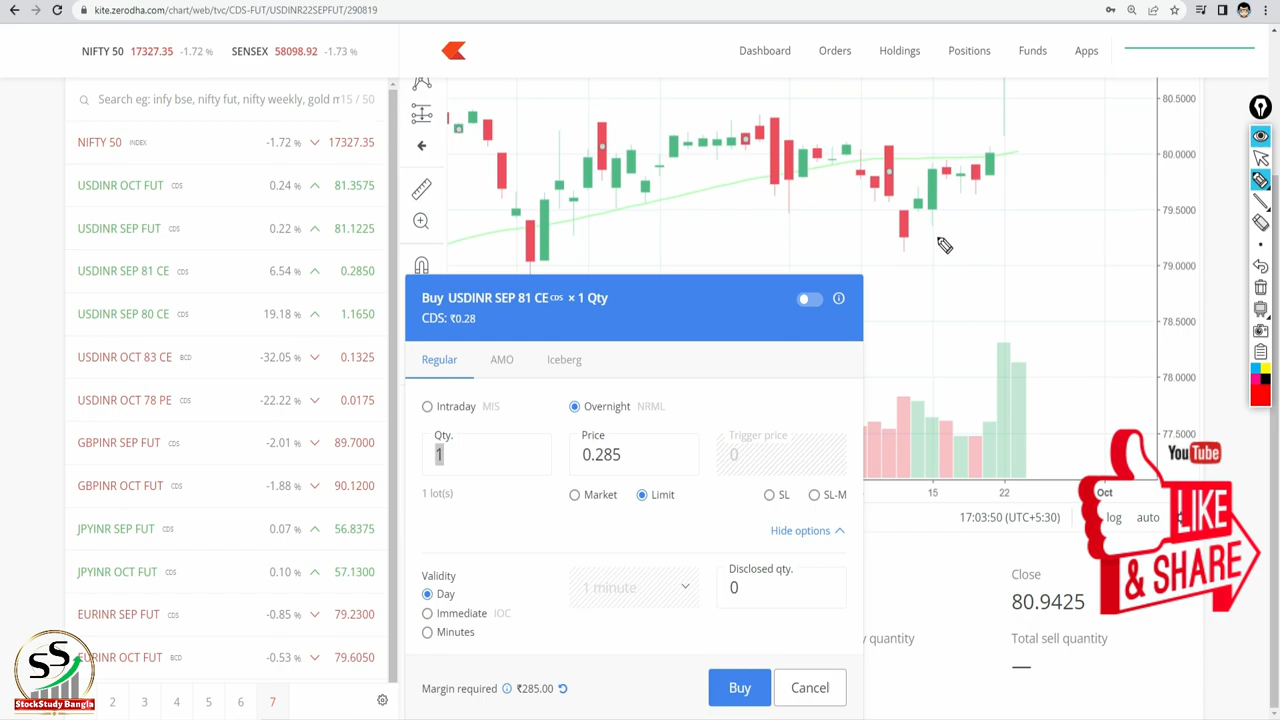 kite.zerodha.com/chart/web/tvc/CDS-FUT/USDINR22SEPFUT/290819
NIFTY 50 17327.35 -1.72 % SENSEX 58098.92 -1.73 %
Dashboard Orders Holdings Positions Funds Apps
Search eg: infy bse, nifty fut, nifty weekly, gold m 15 / 50
NIFTY 50 INDEX -1.72 % 17327.35
USDINR OCT FUT CDS 0.24 % 81.3575
USDINR SEP FUT CDS 0.22 % 81.1225
USDINR SEP 81 CE CDS 6.54 % 0.2850
USDINR SEP 80 CE CDS 19.18 % 1.1650
USDINR OCT 83 CE BCD -32.05 % 0.1325
USDINR OCT 78 PE BCD -22.22 % 0.0175
GBPINR SEP FUT CDS -2.01 % 89.7000
GBPINR OCT FUT CDS -1.88 % 90.1200
JPYINR SEP FUT CDS 0.07 % 56.8375
JPYINR OCT FUT CDS 0.10 % 57.1300
EURINR SEP FUT CDS -0.85 % 79.2300
EURINR OCT FUT BCD -0.53 % 79.6050
2 3 4 5 6 7
SS
StockStudy Bangla
80.5000
80.0000
79.5000
79.0000
78.5000
78.0000
77.5000
15 22 Oct
17:03:50 (UTC+5:30) log auto
Buy USDINR SEP 81 CE CDS × 1 Qty
CDS: ₹0.28
Regular AMO Iceberg
Intraday MIS Overnight NRML
Qty. Price Trigger price
1 0.285 0
1 lot(s) Market Limit SL SL-M
Hide options
Validity 1 minute Disclosed qty.
Day 0
Immediate IOC
Minutes
Margin required ₹285.00 Buy Cancel
Close
80.9425
y quantity Total sell quantity
—
YouTube
LIKE
& SHARE